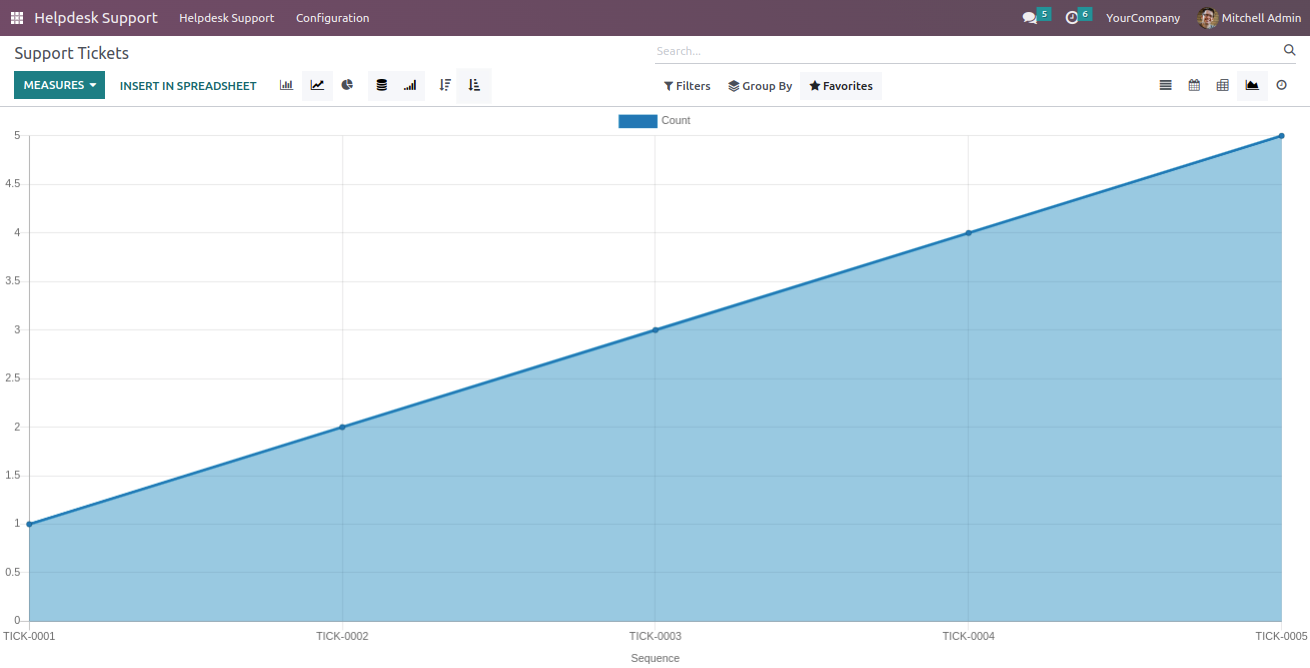 Helpdesk Support Helpdesk Support Configuration 5 6 YourCompany Mitchell Admin
Support Tickets Search...
MEASURES INSERT IN SPREADSHEET Filters Group By Favorites
Count
5
4.5
4
3.5
3
2.5
2
1.5
1
0.5
0
TICK-0001 TICK-0002 TICK-0003 TICK-0004 TICK-0005
Sequence